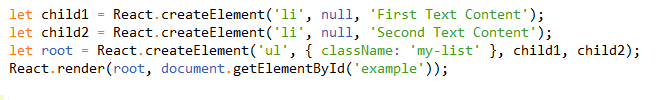 let child1 = React.createElement('li', null, 'First Text Content');
let child2 = React.createElement('li', null, 'Second Text Content');
let root = React.createElement('ul', { className: 'my-list' }, child1, child2);
React.render(root, document.getElementById('example'));